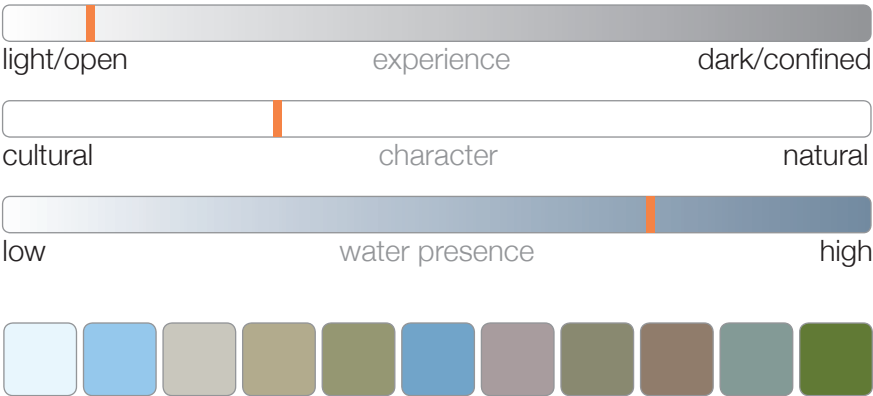 light/open experience dark/confined
cultural character natural
low water presence high